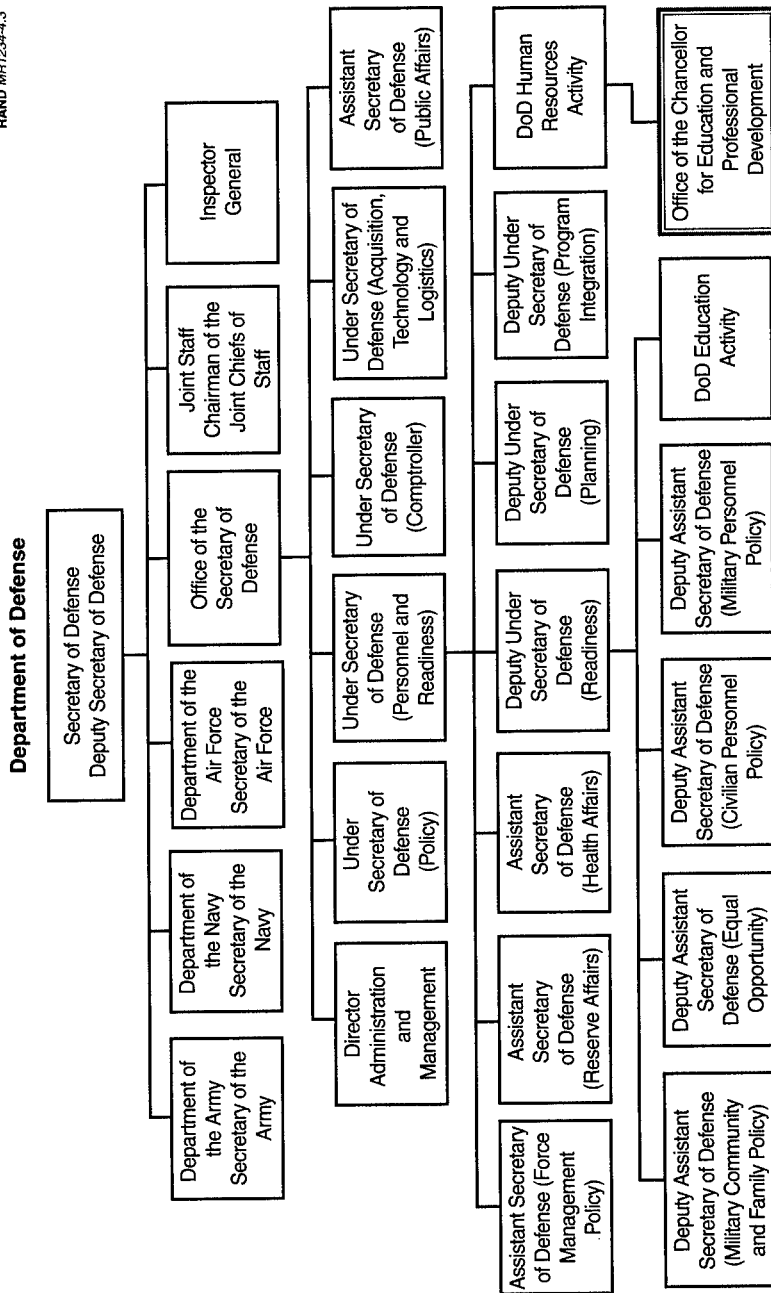 RAND MR1234-4.3
Department of Defense
Secretary of Defense
Deputy Secretary of Defense
Department of
the Army
Secretary of the
Army
Department of
the Navy
Secretary of the
Navy
Department of the
Air Force
Secretary of the
Air Force
Office of the
Secretary of
Defense
Joint Staff
Chairman of the
Joint Chiefs of
Staff
Inspector
General
Director
Administration
and
Management
Under
Secretary of
Defense
(Policy)
Under Secretary
of Defense
(Personnel and
Readiness)
Under Secretary
of Defense
(Comptroller)
Under Secretary of
Defense (Acquisition,
Technology and
Logistics)
Assistant
Secretary
of Defense
(Public Affairs)
Assistant Secretary
of Defense (Force
Management
Policy)
Assistant
Secretary
of Defense
(Reserve Affairs)
Assistant
Secretary
of Defense
(Health Affairs)
Deputy Under
Secretary of
Defense
(Readiness)
Deputy Under
Secretary of
Defense
(Planning)
Deputy Under
Secretary of
Defense (Program
Integration)
DoD Human
Resources
Activity
Deputy Assistant
Secretary of Defense
(Military Community
and Family Policy)
Deputy Assistant
Secretary of
Defense (Equal
Opportunity)
Deputy Assistant
Secretary of Defense
(Civilian Personnel
Policy)
Deputy Assistant
Secretary of Defense
(Military Personnel
Policy)
DoD Education
Activity
Office of the Chancellor
for Education and
Professional
Development